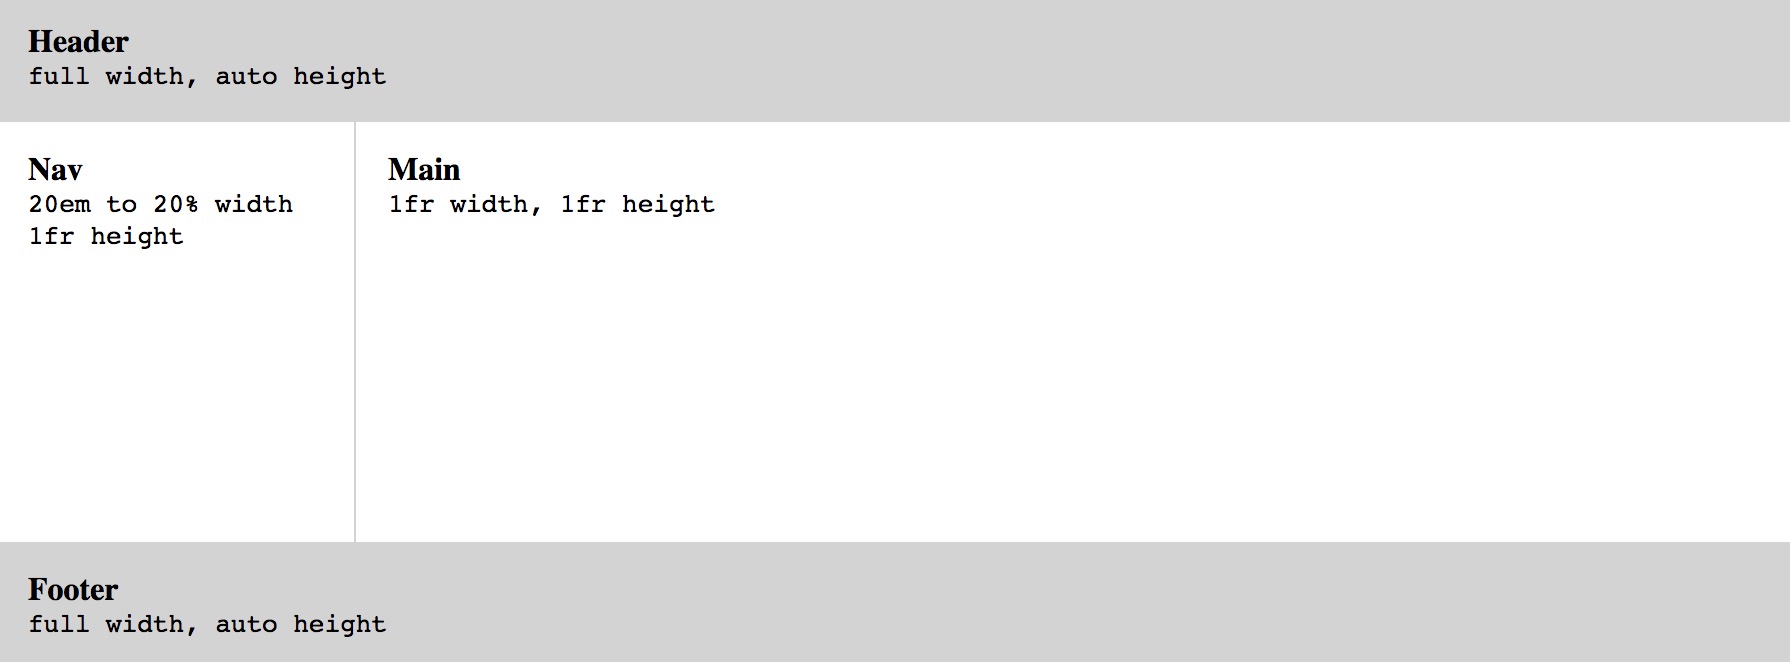 Header
full width, auto height
Nav
20em to 20% width
1fr height
Main
1fr width, 1fr height
Footer
full width, auto height